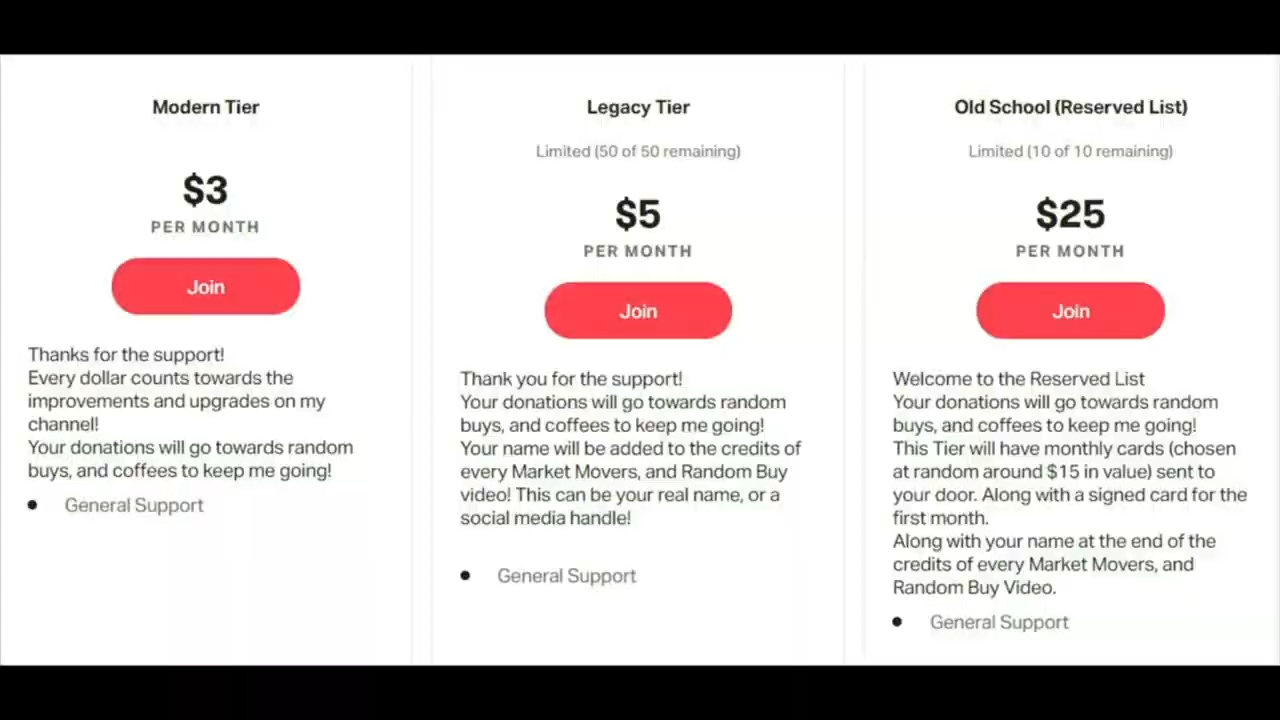 Modern Tier
$3
PER MONTH
Join
Thanks for the support!
Every dollar counts towards the
improvements and upgrades on my
channel!
Your donations will go towards random
buys, and coffees to keep me going!
General Support
Legacy Tier
Limited (50 of 50 remaining)
$5
PER MONTH
Join
Thank you for the support!
Your donations will go towards random
buys, and coffees to keep me going!
Your name will be added to the credits of
every Market Movers, and Random Buy
video! This can be your real name, or a
social media handle!
General Support
Old School (Reserved List)
Limited (10 of 10 remaining)
$25
PER MONTH
Join
Welcome to the Reserved List
Your donations will go towards random
buys, and coffees to keep me going!
This Tier will have monthly cards (chosen
at random around $15 in value) sent to
your door. Along with a signed card for the
first month.
Along with your name at the end of the
credits of every Market Movers, and
Random Buy Video.
General Support